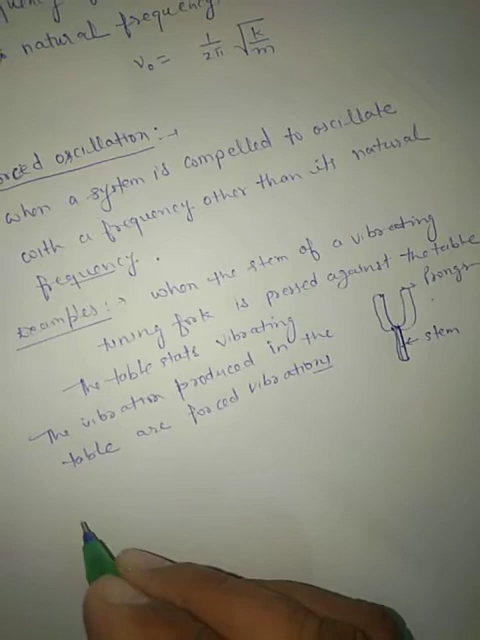 natural frequency
ν₀ = 1/2π √k/m
orced oscillation:→
when a system is compelled to oscillate
with a frequency other than its natural
frequency.
Examples:→ when the stem of a vibrating
tuning fork is pressed against the table
The table stats vibrating
The vibration produced in the
table are forced vibrations
Prongs
stem